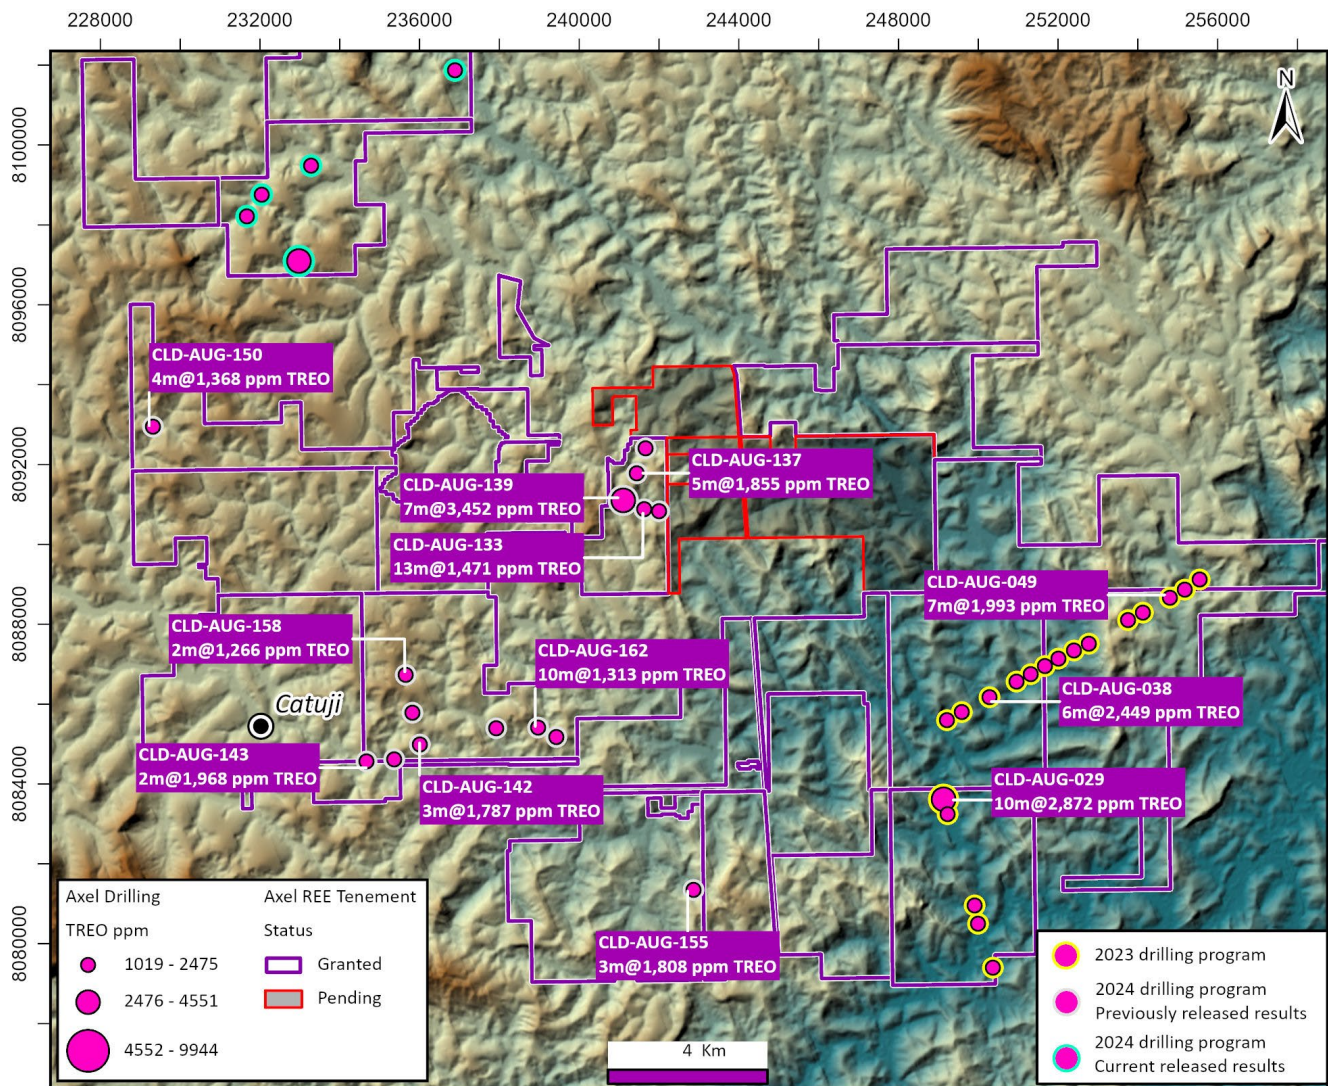 228000
232000
236000
240000
244000
248000
252000
256000
8100000
8096000
8092000
8088000
8084000
8080000
N
CLD-AUG-150
4m@1,368 ppm TREO
CLD-AUG-137
5m@1,855 ppm TREO
CLD-AUG-139
7m@3,452 ppm TREO
CLD-AUG-133
13m@1,471 ppm TREO
CLD-AUG-049
7m@1,993 ppm TREO
CLD-AUG-158
2m@1,266 ppm TREO
CLD-AUG-162
10m@1,313 ppm TREO
CLD-AUG-038
6m@2,449 ppm TREO
Catuji
CLD-AUG-143
2m@1,968 ppm TREO
CLD-AUG-142
3m@1,787 ppm TREO
CLD-AUG-029
10m@2,872 ppm TREO
CLD-AUG-155
3m@1,808 ppm TREO
Axel Drilling
TREO ppm
1019 - 2475
2476 - 4551
4552 - 9944
Axel REE Tenement
Status
Granted
Pending
4 Km
2023 drilling program
2024 drilling program
Previously released results
2024 drilling program
Current released results